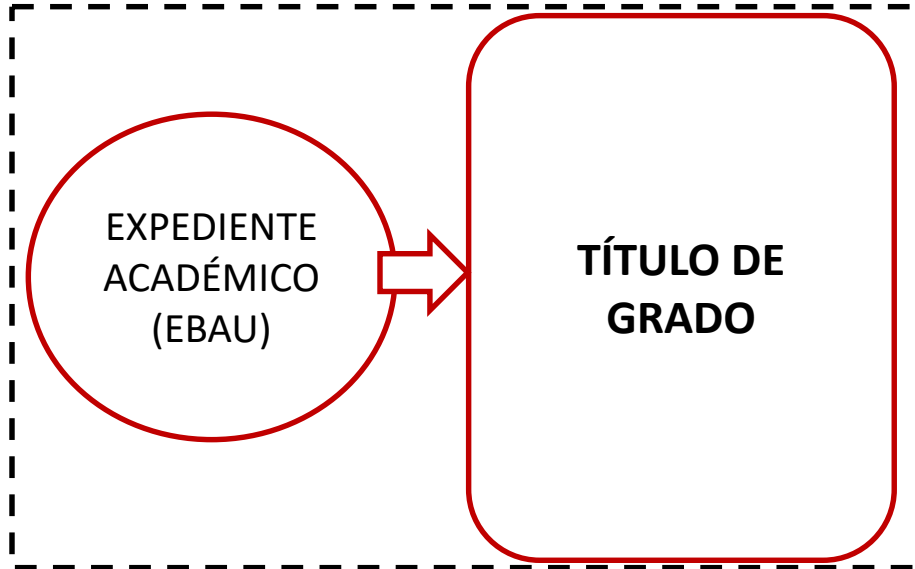 EXPEDIENTE
ACADÉMICO
(EBAU)
TÍTULO DE
GRADO